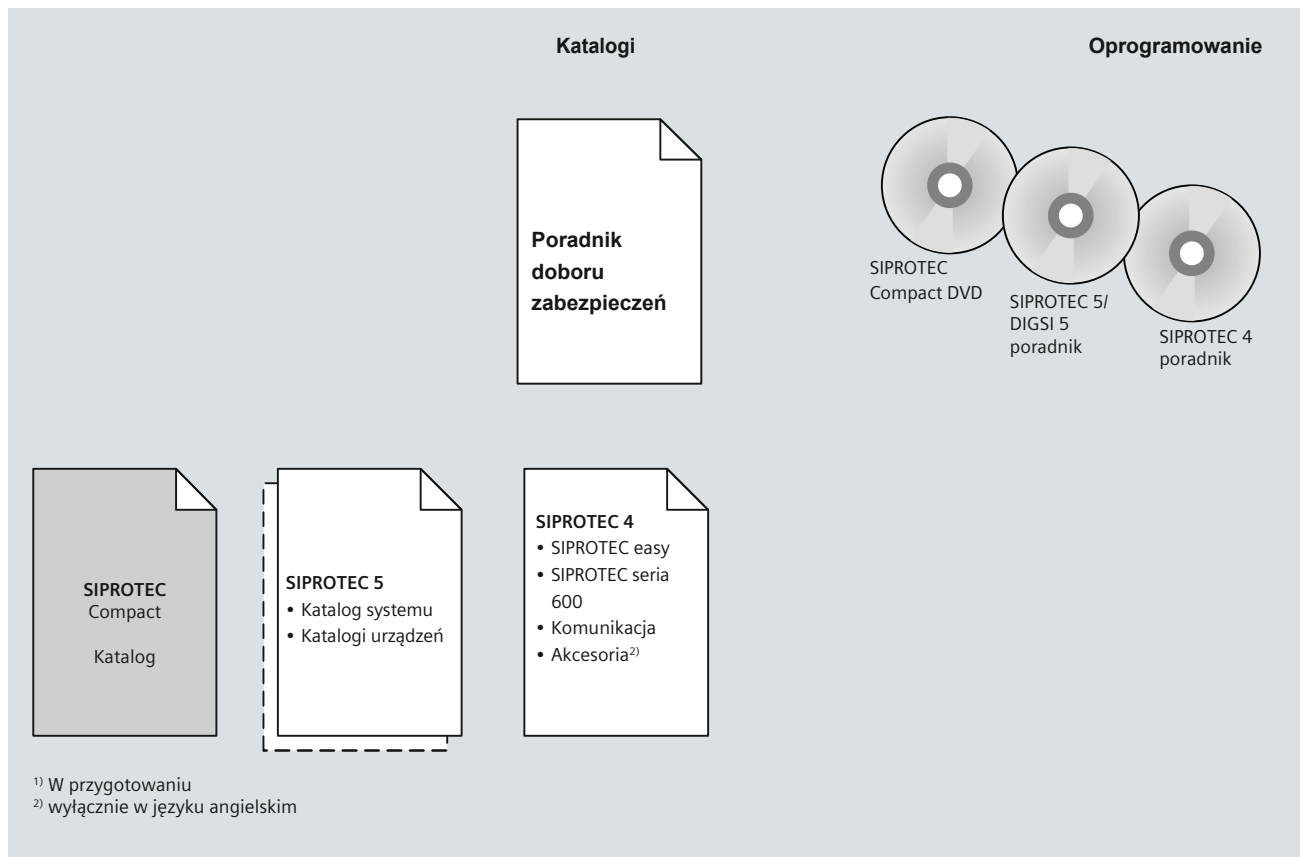 Katalogi
Oprogramowanie
Poradnik
doboru
zabezpieczeń
SIPROTEC
Compact DVD
SIPROTEC 5/
DIGSI 5
poradnik
SIPROTEC 4
poradnik
SIPROTEC
Compact
Katalog
SIPROTEC 5
• Katalog systemu
• Katalogi urządzeń
SIPROTEC 4
• SIPROTEC easy
• SIPROTEC seria
600
• Komunikacja
• Akcesoria2)
1) W przygotowaniu
2) wyłącznie w języku angielskim